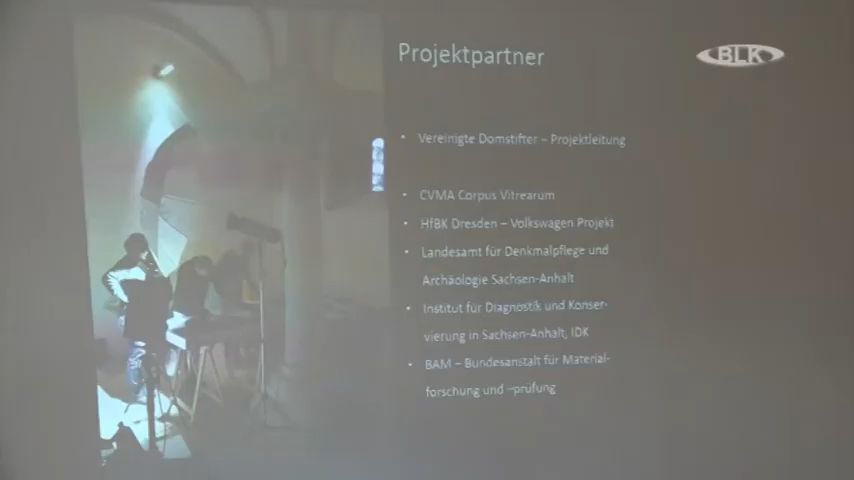 Projektpartner
BLK
• Vereinigte Domstifter – Projektleitung
• CVMA Corpus Vitrearum
• HfBK Dresden – Volkswagen Projekt
• Landesamt für Denkmalpflege und
Archäologie Sachsen-Anhalt
• Institut für Diagnostik und Konser-
vierung in Sachsen-Anhalt, IDK
• BAM – Bundesanstalt für Material-
forschung und –prüfung